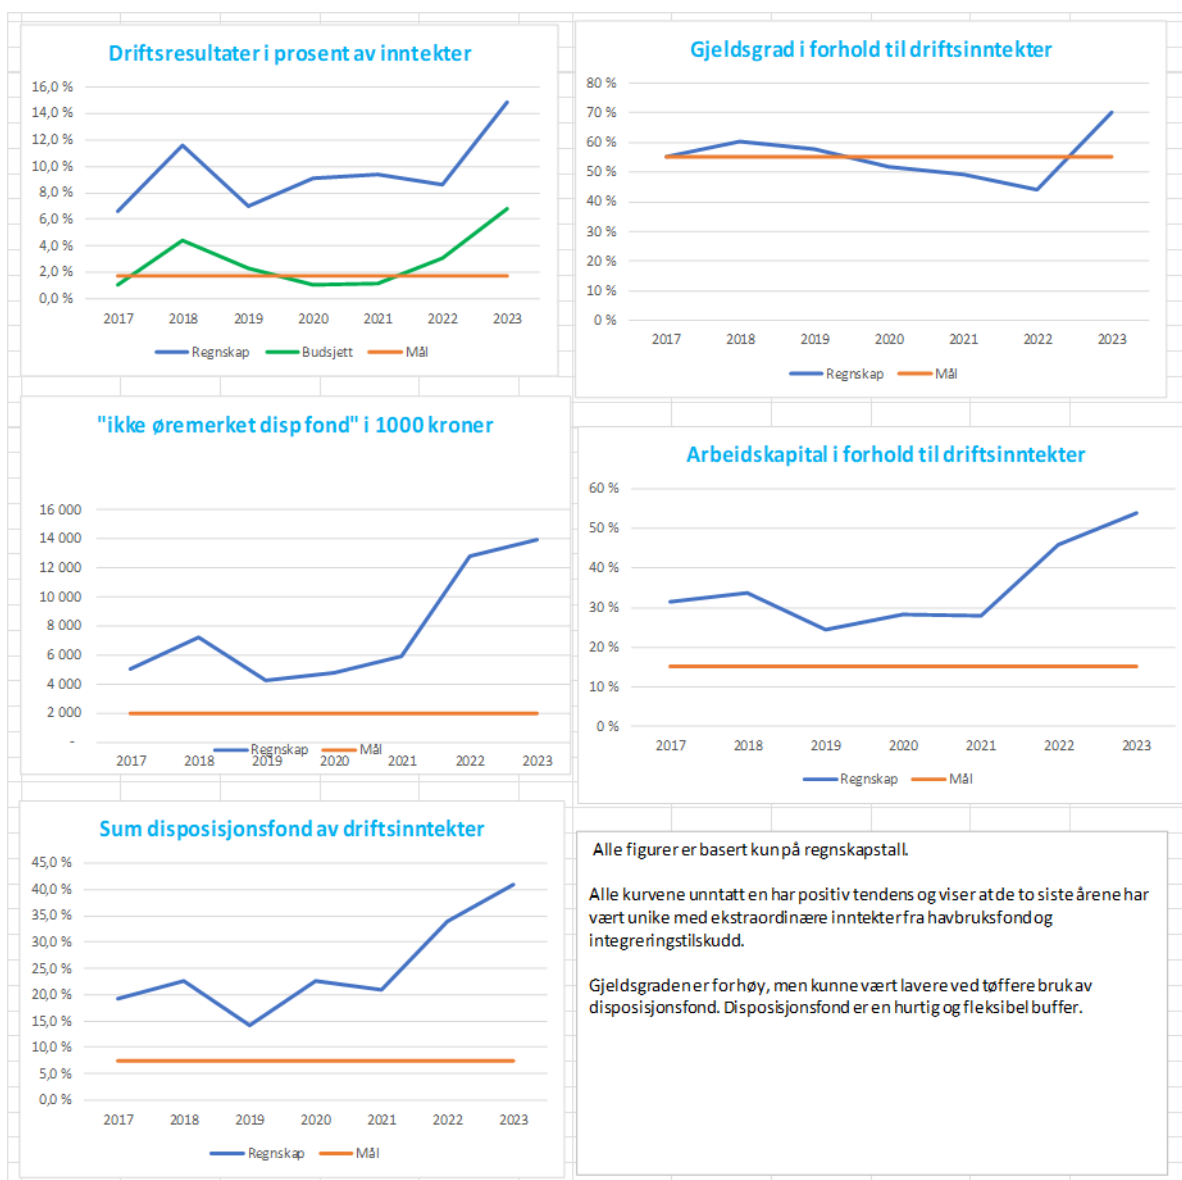 Driftsresultater i prosent av inntekter
16,0 %
14,0 %
12,0 %
10,0 %
8,0 %
6,0 %
4,0 %
2,0 %
0,0 %
2017 2018 2019 2020 2021 2022 2023
Regnskap Budsjett Mål
Gjeldsgrad i forhold til driftsinntekter
80 %
70 %
60 %
50 %
40 %
30 %
20 %
10 %
0 %
2017 2018 2019 2020 2021 2022 2023
Regnskap Mål
"ikke øremerket disp fond" i 1000 kroner
16 000
14 000
12 000
10 000
8 000
6 000
4 000
2 000
-
Regnskap Mål
2017 2018 2019 2020 2021 2022 2023
Arbeidskapital i forhold til driftsinntekter
60 %
50 %
40 %
30 %
20 %
10 %
0 %
2017 2018 2019 2020 2021 2022 2023
Regnskap Mål
Sum disposisjonsfond av driftsinntekter
45,0 %
40,0 %
35,0 %
30,0 %
25,0 %
20,0 %
15,0 %
10,0 %
5,0 %
0,0 %
2017 2018 2019 2020 2021 2022 2023
Regnskap Mål
Alle figurer er basert kun på regnskapstall.
Alle kurvene unntatt en har positiv tendens og viser at de to siste årene har
vært unike med ekstraordinære inntekter fra havbruksfond og
integreringstilskudd.
Gjeldsgraden er for høy, men kunne vært lavere ved tøffere bruk av
disposisjonsfond. Disposisjonsfond er en hurtig og fleksibel buffer.